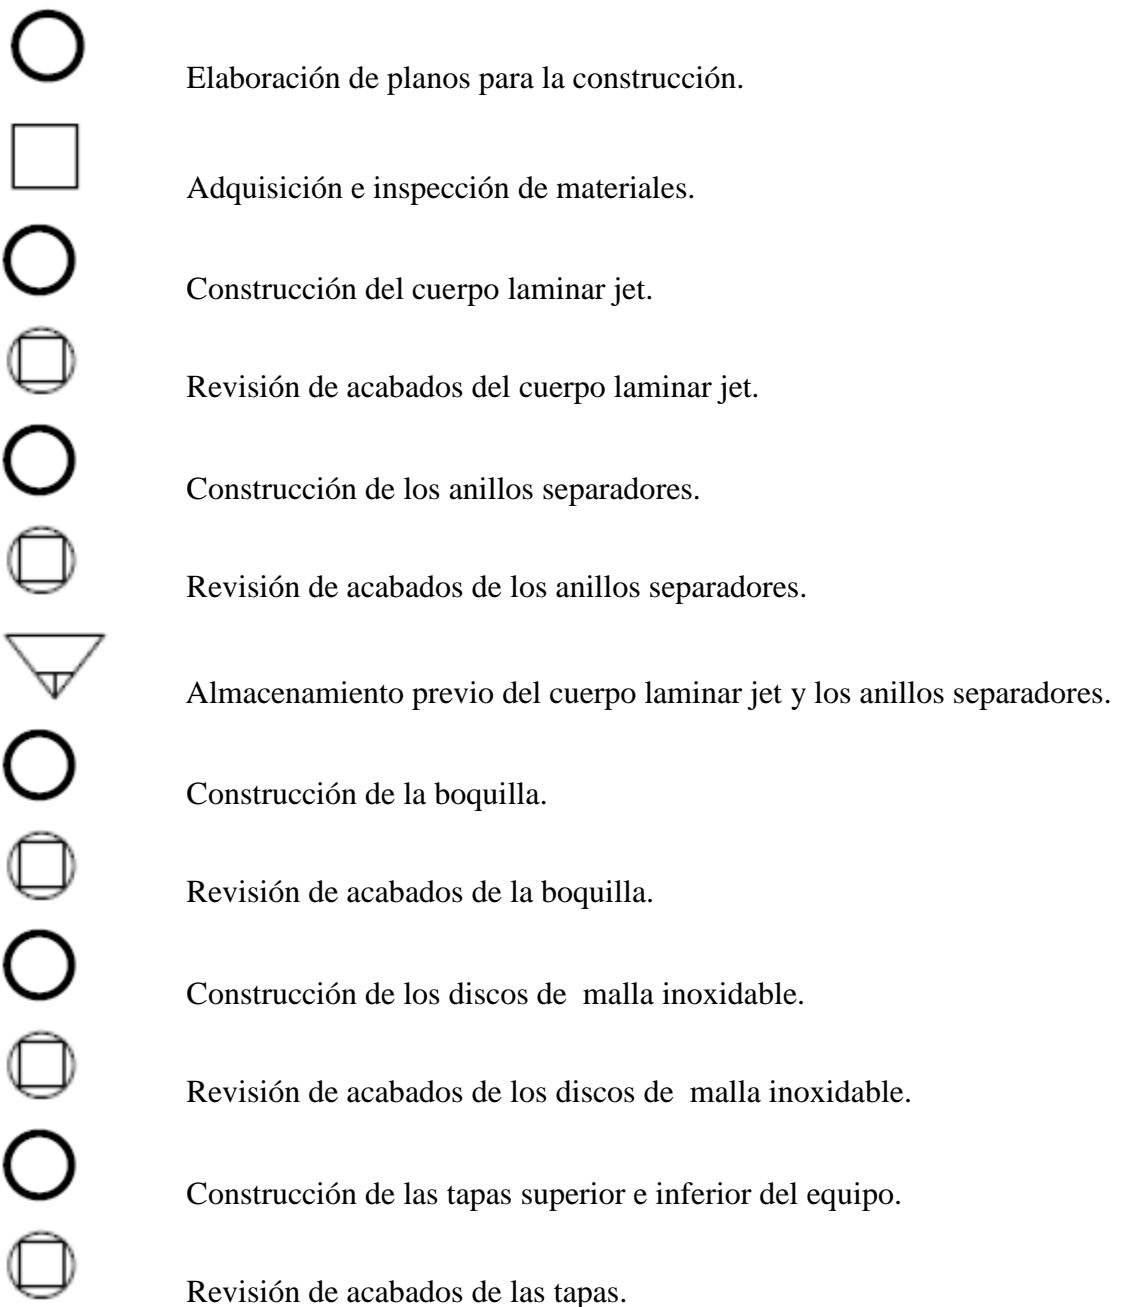 Elaboración de planos para la construcción.
Adquisición e inspección de materiales.
Construcción del cuerpo laminar jet.
Revisión de acabados del cuerpo laminar jet.
Construcción de los anillos separadores.
Revisión de acabados de los anillos separadores.
Almacenamiento previo del cuerpo laminar jet y los anillos separadores.
Construcción de la boquilla.
Revisión de acabados de la boquilla.
Construcción de los discos de  malla inoxidable.
Revisión de acabados de los discos de  malla inoxidable.
Construcción de las tapas superior e inferior del equipo.
Revisión de acabados de las tapas.